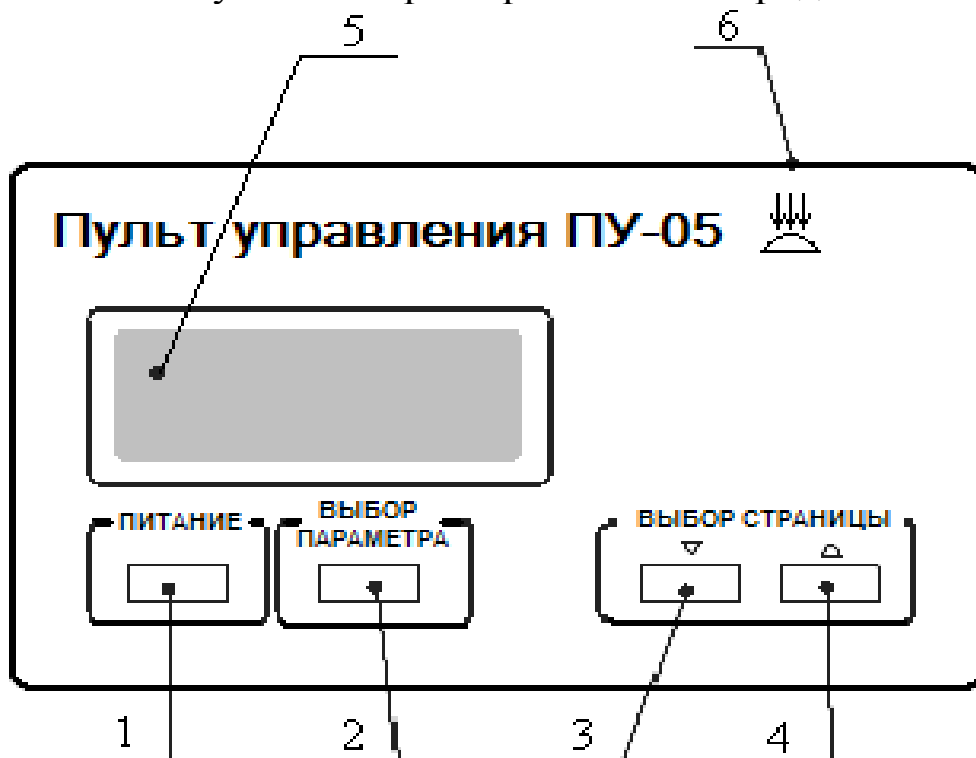 5 6
Пульт управления ПУ-05
ПИТАНИЕ
ВЫБОР
ПАРАМЕТРА
ВЫБОР СТРАНИЦЫ
1 2 3 4